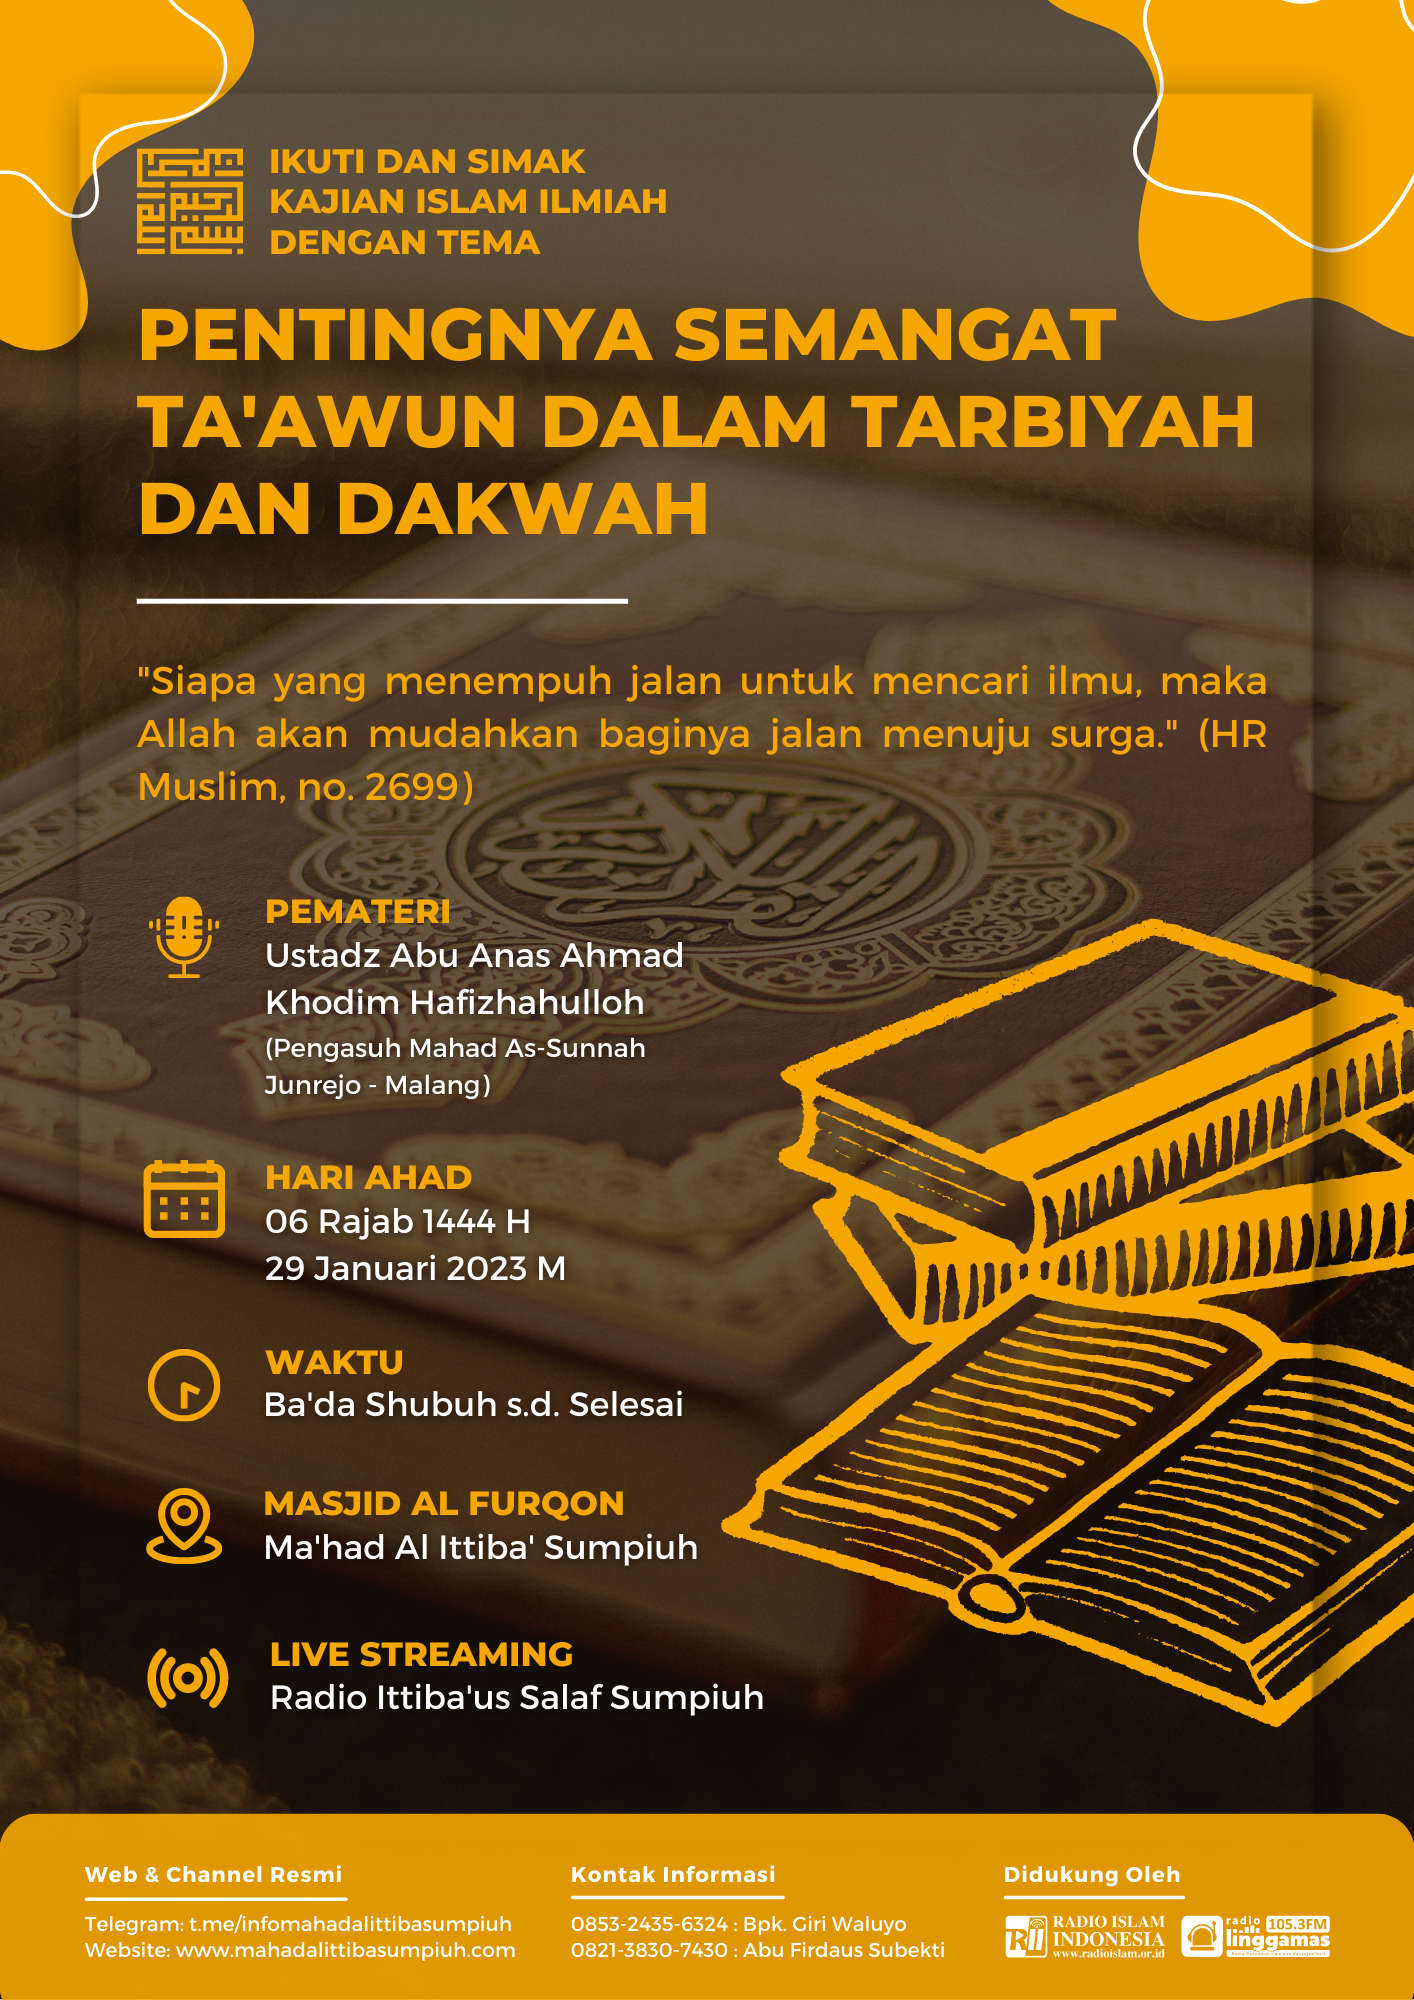 IKUTI DAN SIMAK
KAJIAN ISLAM ILMIAH
DENGAN TEMA
PENTINGNYA SEMANGAT
TA'AWUN DALAM TARBIYAH
DAN DAKWAH
"Siapa yang menempuh jalan untuk mencari ilmu, maka
Allah akan mudahkan baginya jalan menuju surga." (HR
Muslim, no. 2699)
PEMATERI
Ustadz Abu Anas Ahmad
Khodim Hafizhahulloh
(Pengasuh Mahad As-Sunnah
Junrejo - Malang)
HARI AHAD
06 Rajab 1444 H
29 Januari 2023 M
WAKTU
Ba'da Shubuh s.d. Selesai
MASJID AL FURQON
Ma'had Al Ittiba' Sumpiuh
LIVE STREAMING
Radio Ittiba'us Salaf Sumpiuh
Web & Channel Resmi
Telegram: t.me/infomahadalittibasumpiuh
Website: www.mahadalittibasumpiuh.com
Kontak Informasi
0853-2435-6324 : Bpk. Giri Waluyo
0821-3830-7430 : Abu Firdaus Subekti
Didukung Oleh
RII
RADIO ISLAM
INDONESIA
www.radioislam.or.id
radio 105.3FM
linggamas